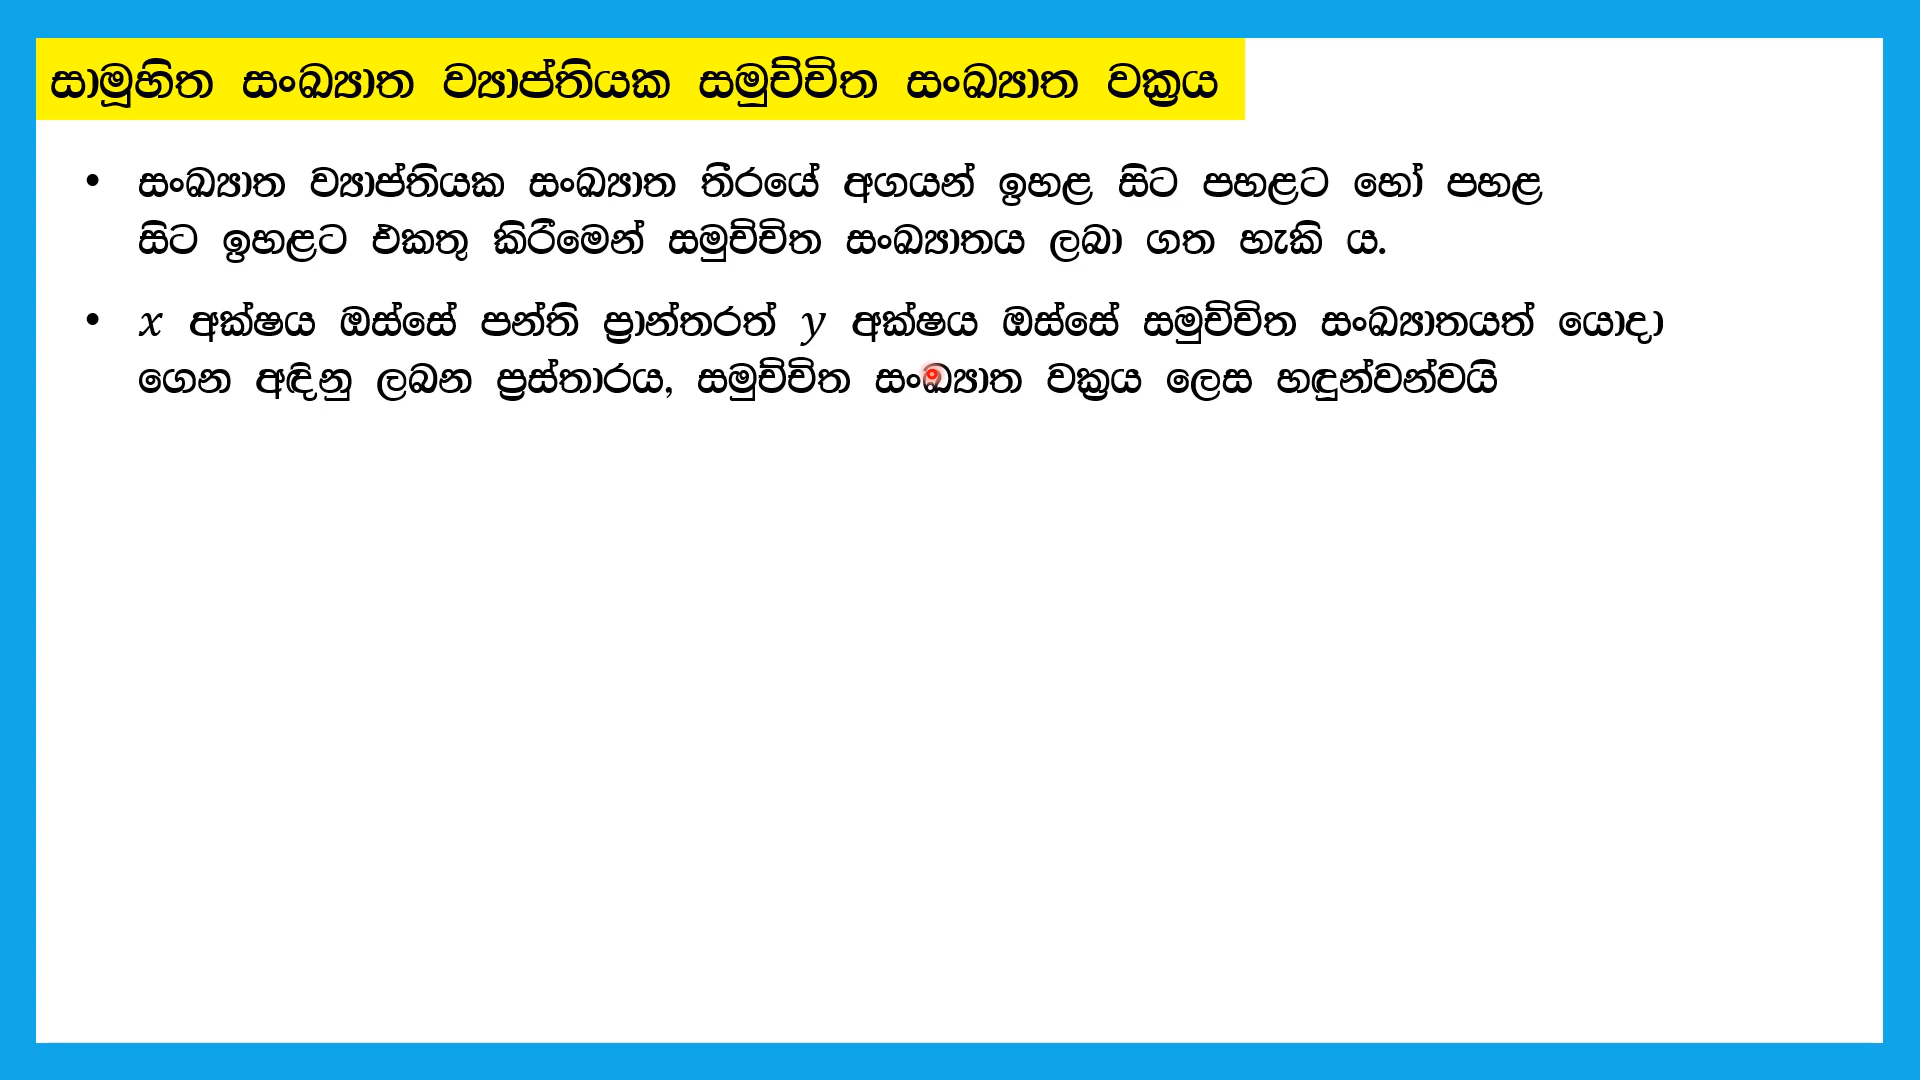 සාමූහිත සංඛ්‍යාත ව්‍යාප්තියක සමුච්චිත සංඛ්‍යාත වක්‍රය
• සංඛ්‍යාත ව්‍යාප්තියක සංඛ්‍යාත තීරයේ අගයන් ඉහළ සිට පහළට හෝ පහළ
සිට ඉහළට එකතු කිරීමෙන් සමුච්චිත සංඛ්‍යාතය ලබා ගත හැකි ය.
• x අක්ෂය ඔස්සේ පන්ති ප්‍රාන්තරත් y අක්ෂය ඔස්සේ සමුච්චිත සංඛ්‍යාතයත් යොදා
ගෙන අඳිනු ලබන ප්‍රස්තාරය, සමුච්චිත සංඛ්‍යාත වක්‍රය ලෙස හඳුන්වන්වයි